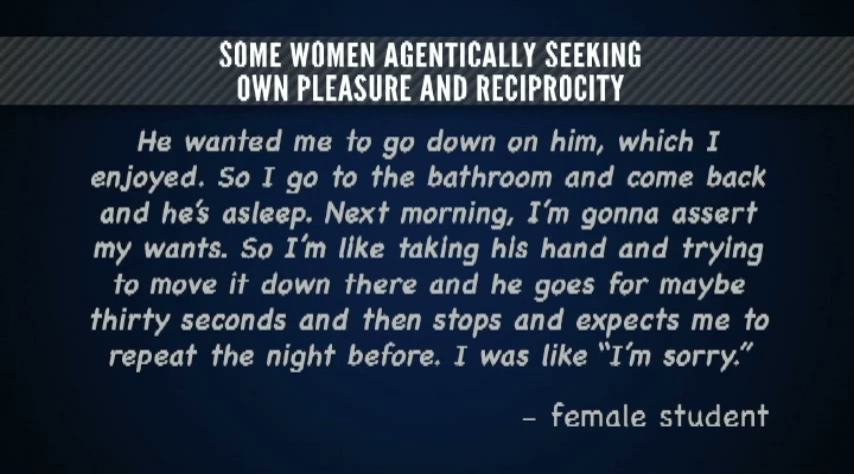 SOME WOMEN AGENTICALLY SEEKING
OWN PLEASURE AND RECIPROCITY
He wanted me to go down on him, which I
enjoyed. So I go to the bathroom and come back
and he's asleep. Next morning, I'm gonna assert
my wants. So I'm like taking his hand and trying
to move it down there and he goes for maybe
thirty seconds and then stops and expects me to
repeat the night before. I was like “I'm sorry.”
– female student